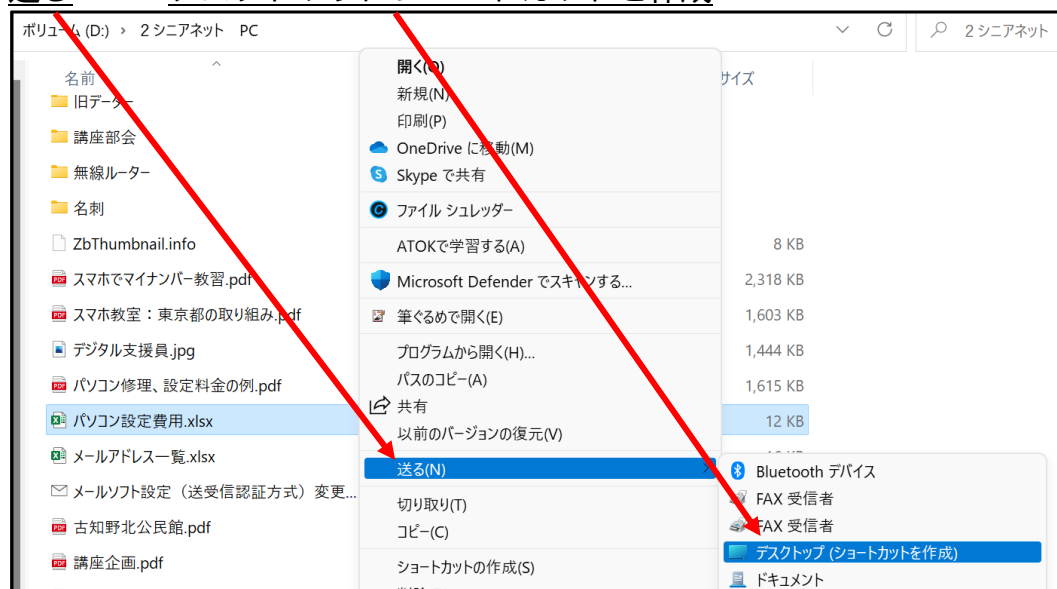 ボリューム (D:) › 2 シニアネット PC
2 シニアネット
名前
サイズ
旧データー
講座部会
無線ルーター
名刺
ZbThumbnail.info
8 KB
スマホでマイナンバー教習.pdf
2,318 KB
スマホ教室：東京都の取り組み.pdf
1,603 KB
デジタル支援員.jpg
1,444 KB
パソコン修理、設定料金の例.pdf
1,615 KB
パソコン設定費用.xlsx
12 KB
メールアドレス一覧.xlsx
メールソフト設定（送受信認証方式）変更...
古知野北公民館.pdf
講座企画.pdf
開く(O)
新規(N)
印刷(P)
OneDrive に移動(M)
Skype で共有
ファイル シュレッダー
ATOKで学習する(A)
Microsoft Defender でスキャンする...
筆ぐるめで開く(E)
プログラムから開く(H)...
パスのコピー(A)
共有
以前のバージョンの復元(V)
送る(N)
切り取り(T)
コピー(C)
ショートカットの作成(S)
Bluetooth デバイス
FAX 受信者
FAX 受信者
デスクトップ (ショートカットを作成)
ドキュメント